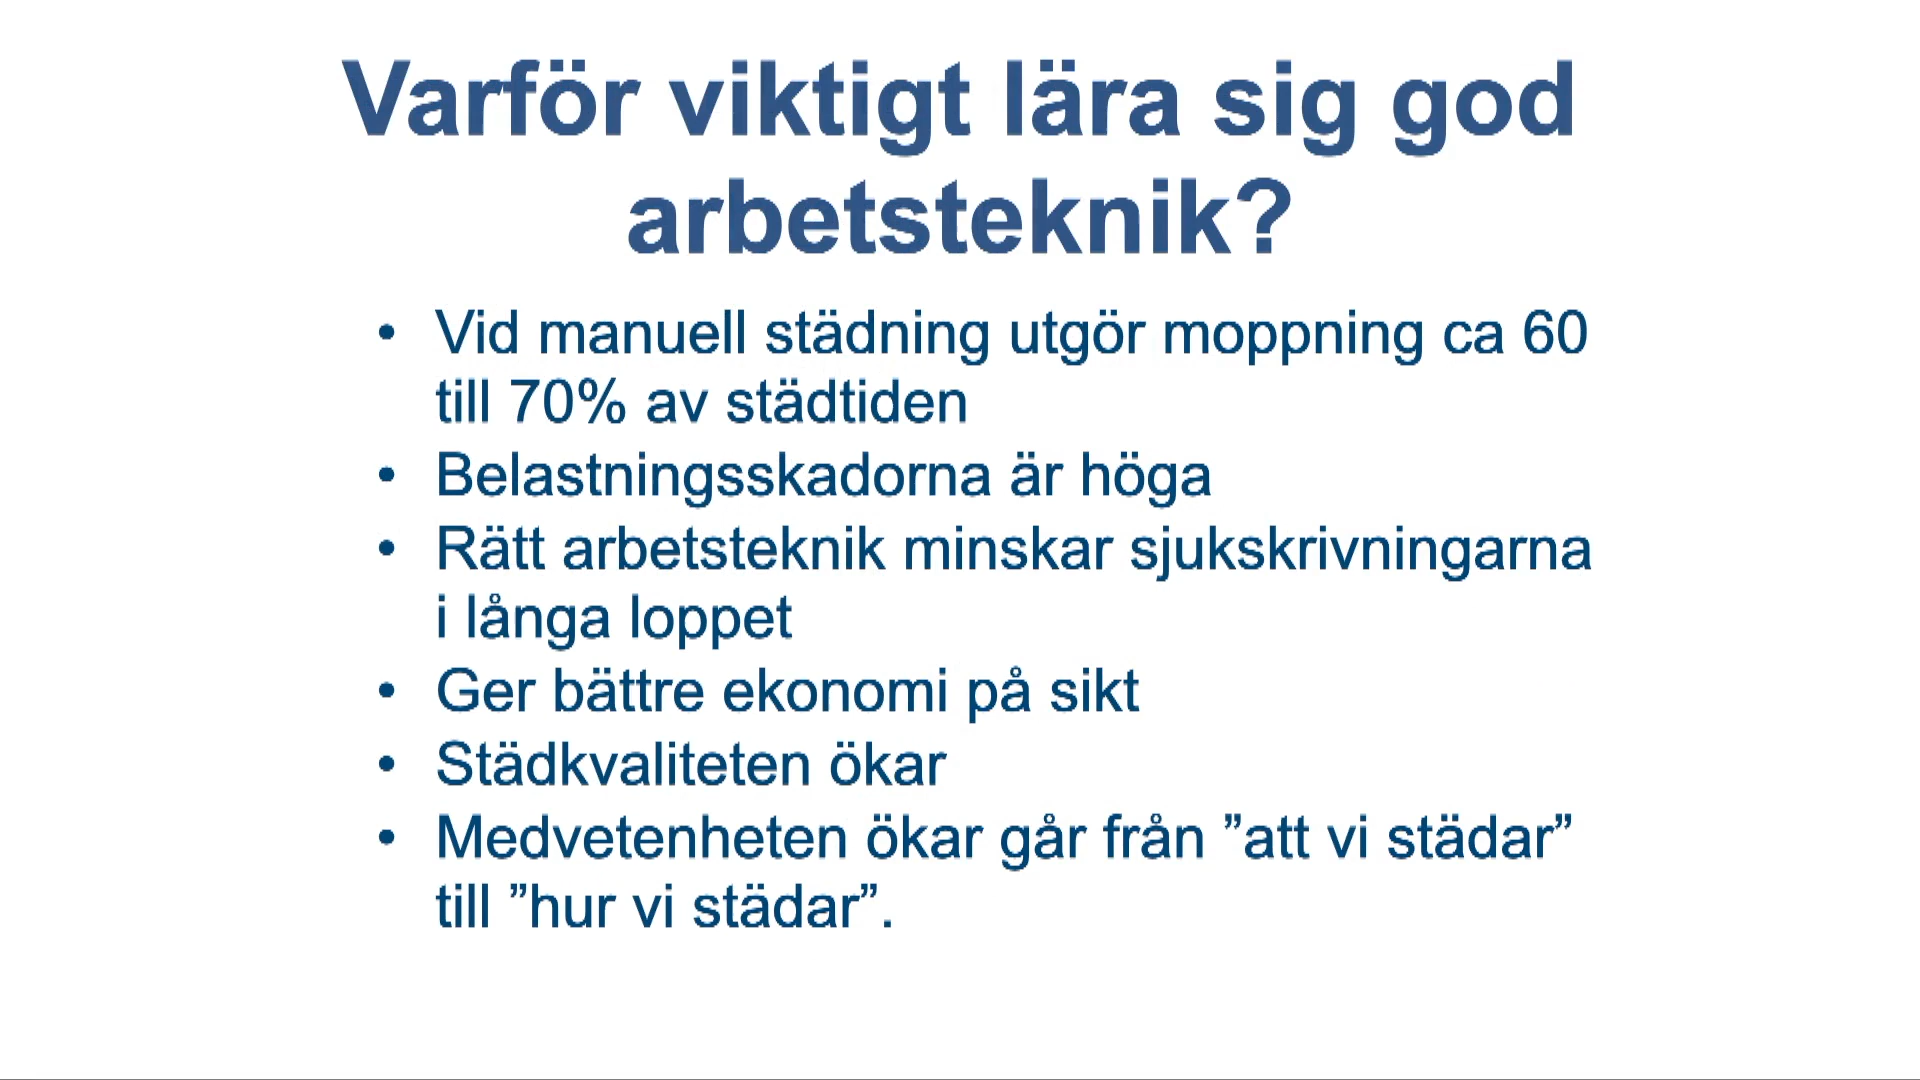 Varför viktigt lära sig god
arbetsteknik?
• Vid manuell städning utgör moppning ca 60
till 70% av städtiden
• Belastningsskadorna är höga
• Rätt arbetsteknik minskar sjukskrivningarna
i långa loppet
• Ger bättre ekonomi på sikt
• Städkvaliteten ökar
• Medvetenheten ökar går från ”att vi städar”
till ”hur vi städar”.